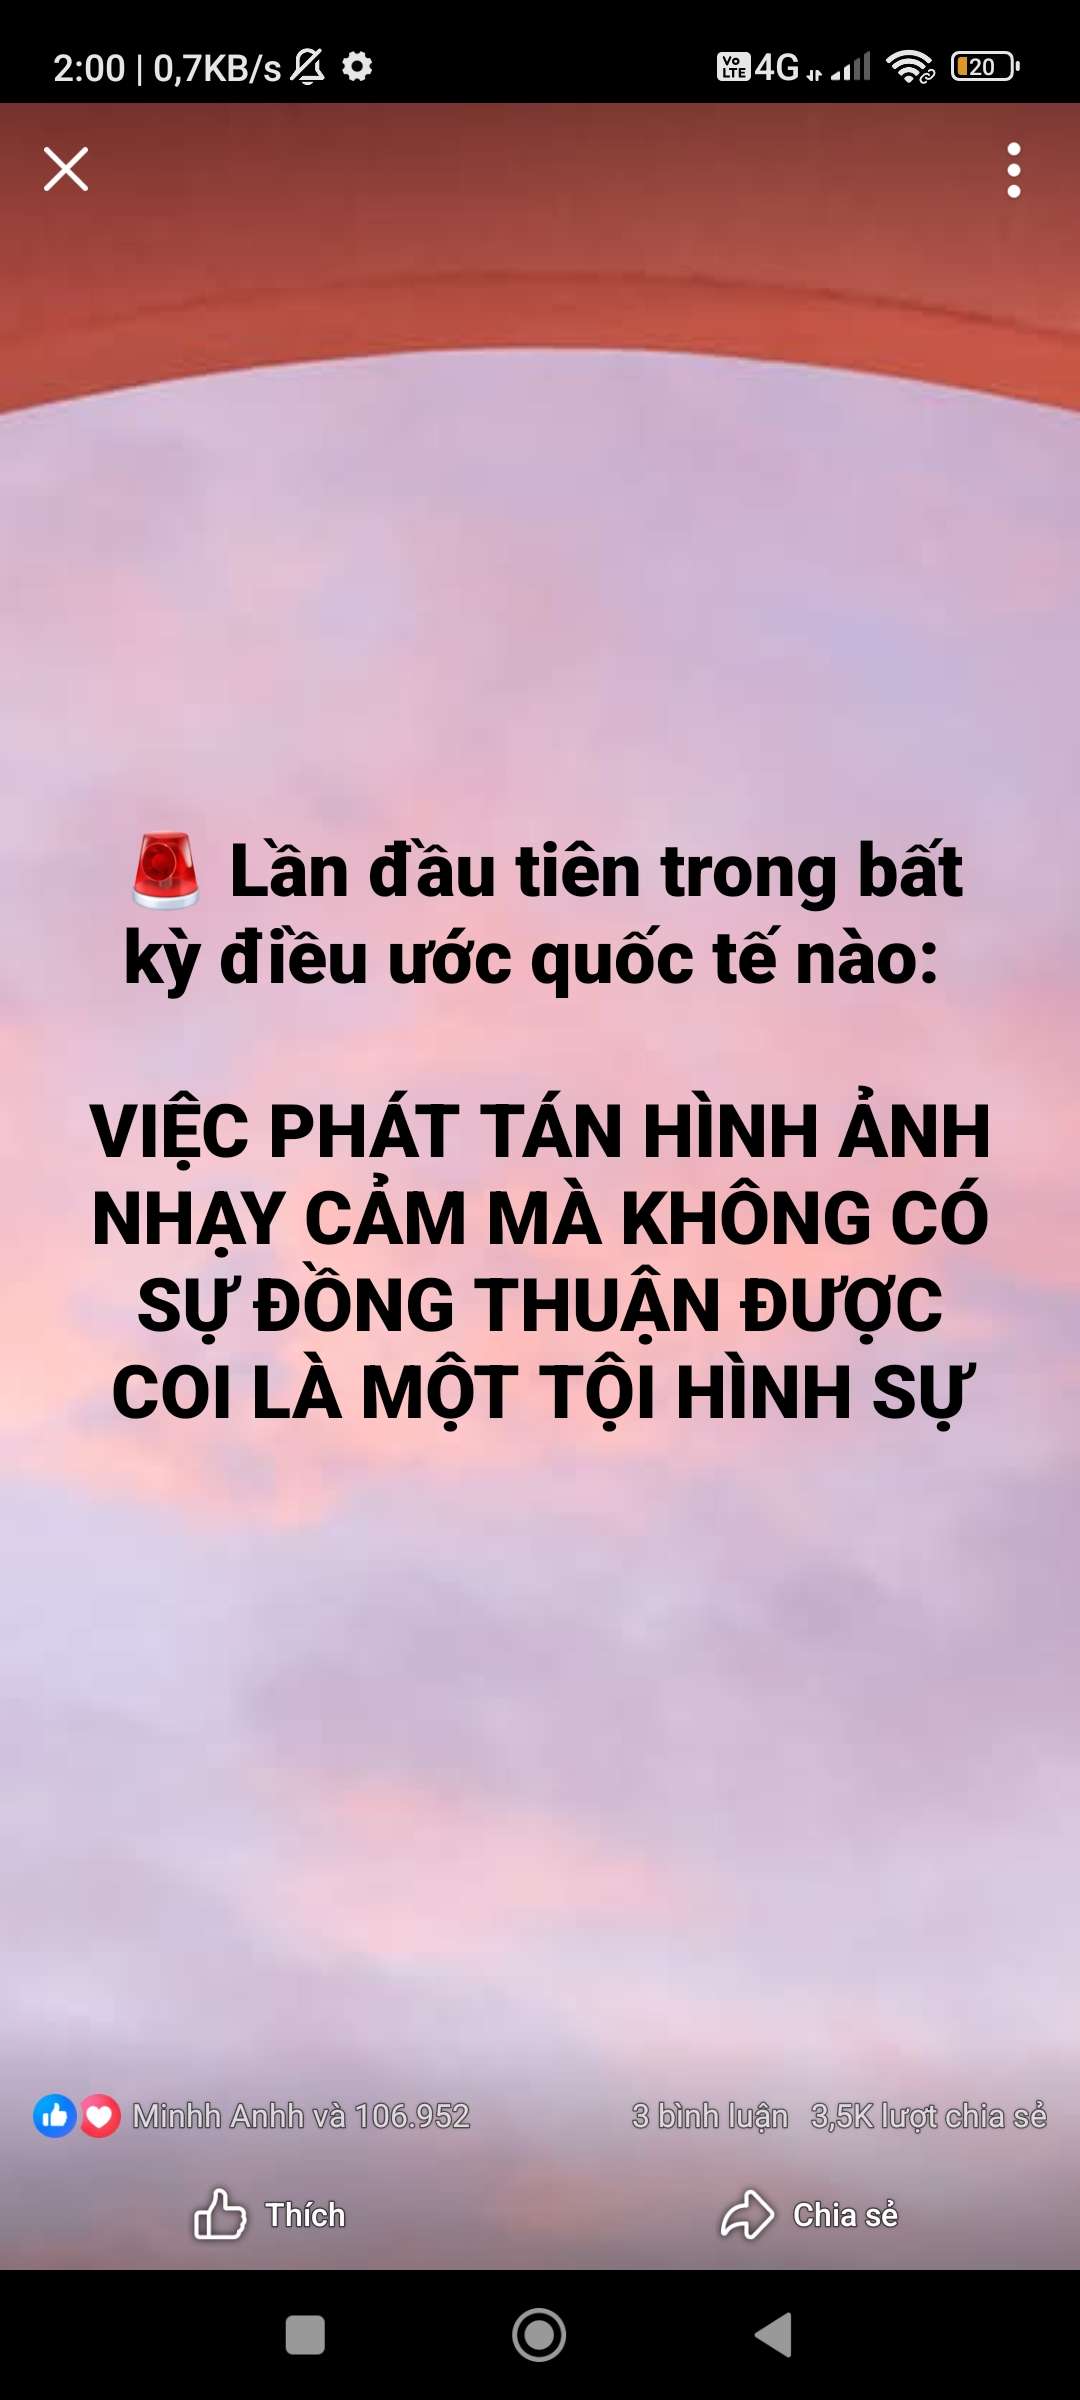 2:00 | 0,7KB/s
Vo LTE 4G 20
🚨 Lần đầu tiên trong bất
kỳ điều ước quốc tế nào:
VIỆC PHÁT TÁN HÌNH ẢNH
NHẠY CẢM MÀ KHÔNG CÓ
SỰ ĐỒNG THUẬN ĐƯỢC
COI LÀ MỘT TỘI HÌNH SỰ
Minhh Anhh và 106.952
3 bình luận 3,5K lượt chia sẻ
Thích
Chia sẻ